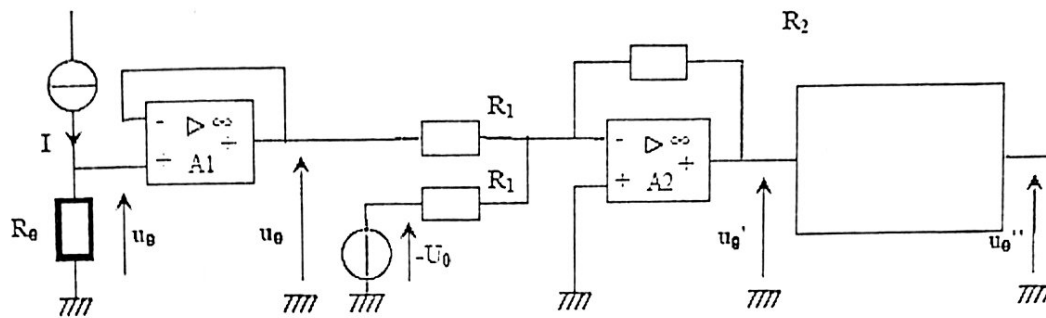 R₂
- ▷ ∞
R₁
- ▷ ∞
I
+
+
A1
R₁
+
+
A2
Rθ
uθ
uθ
-U₀
uθ'
uθ''